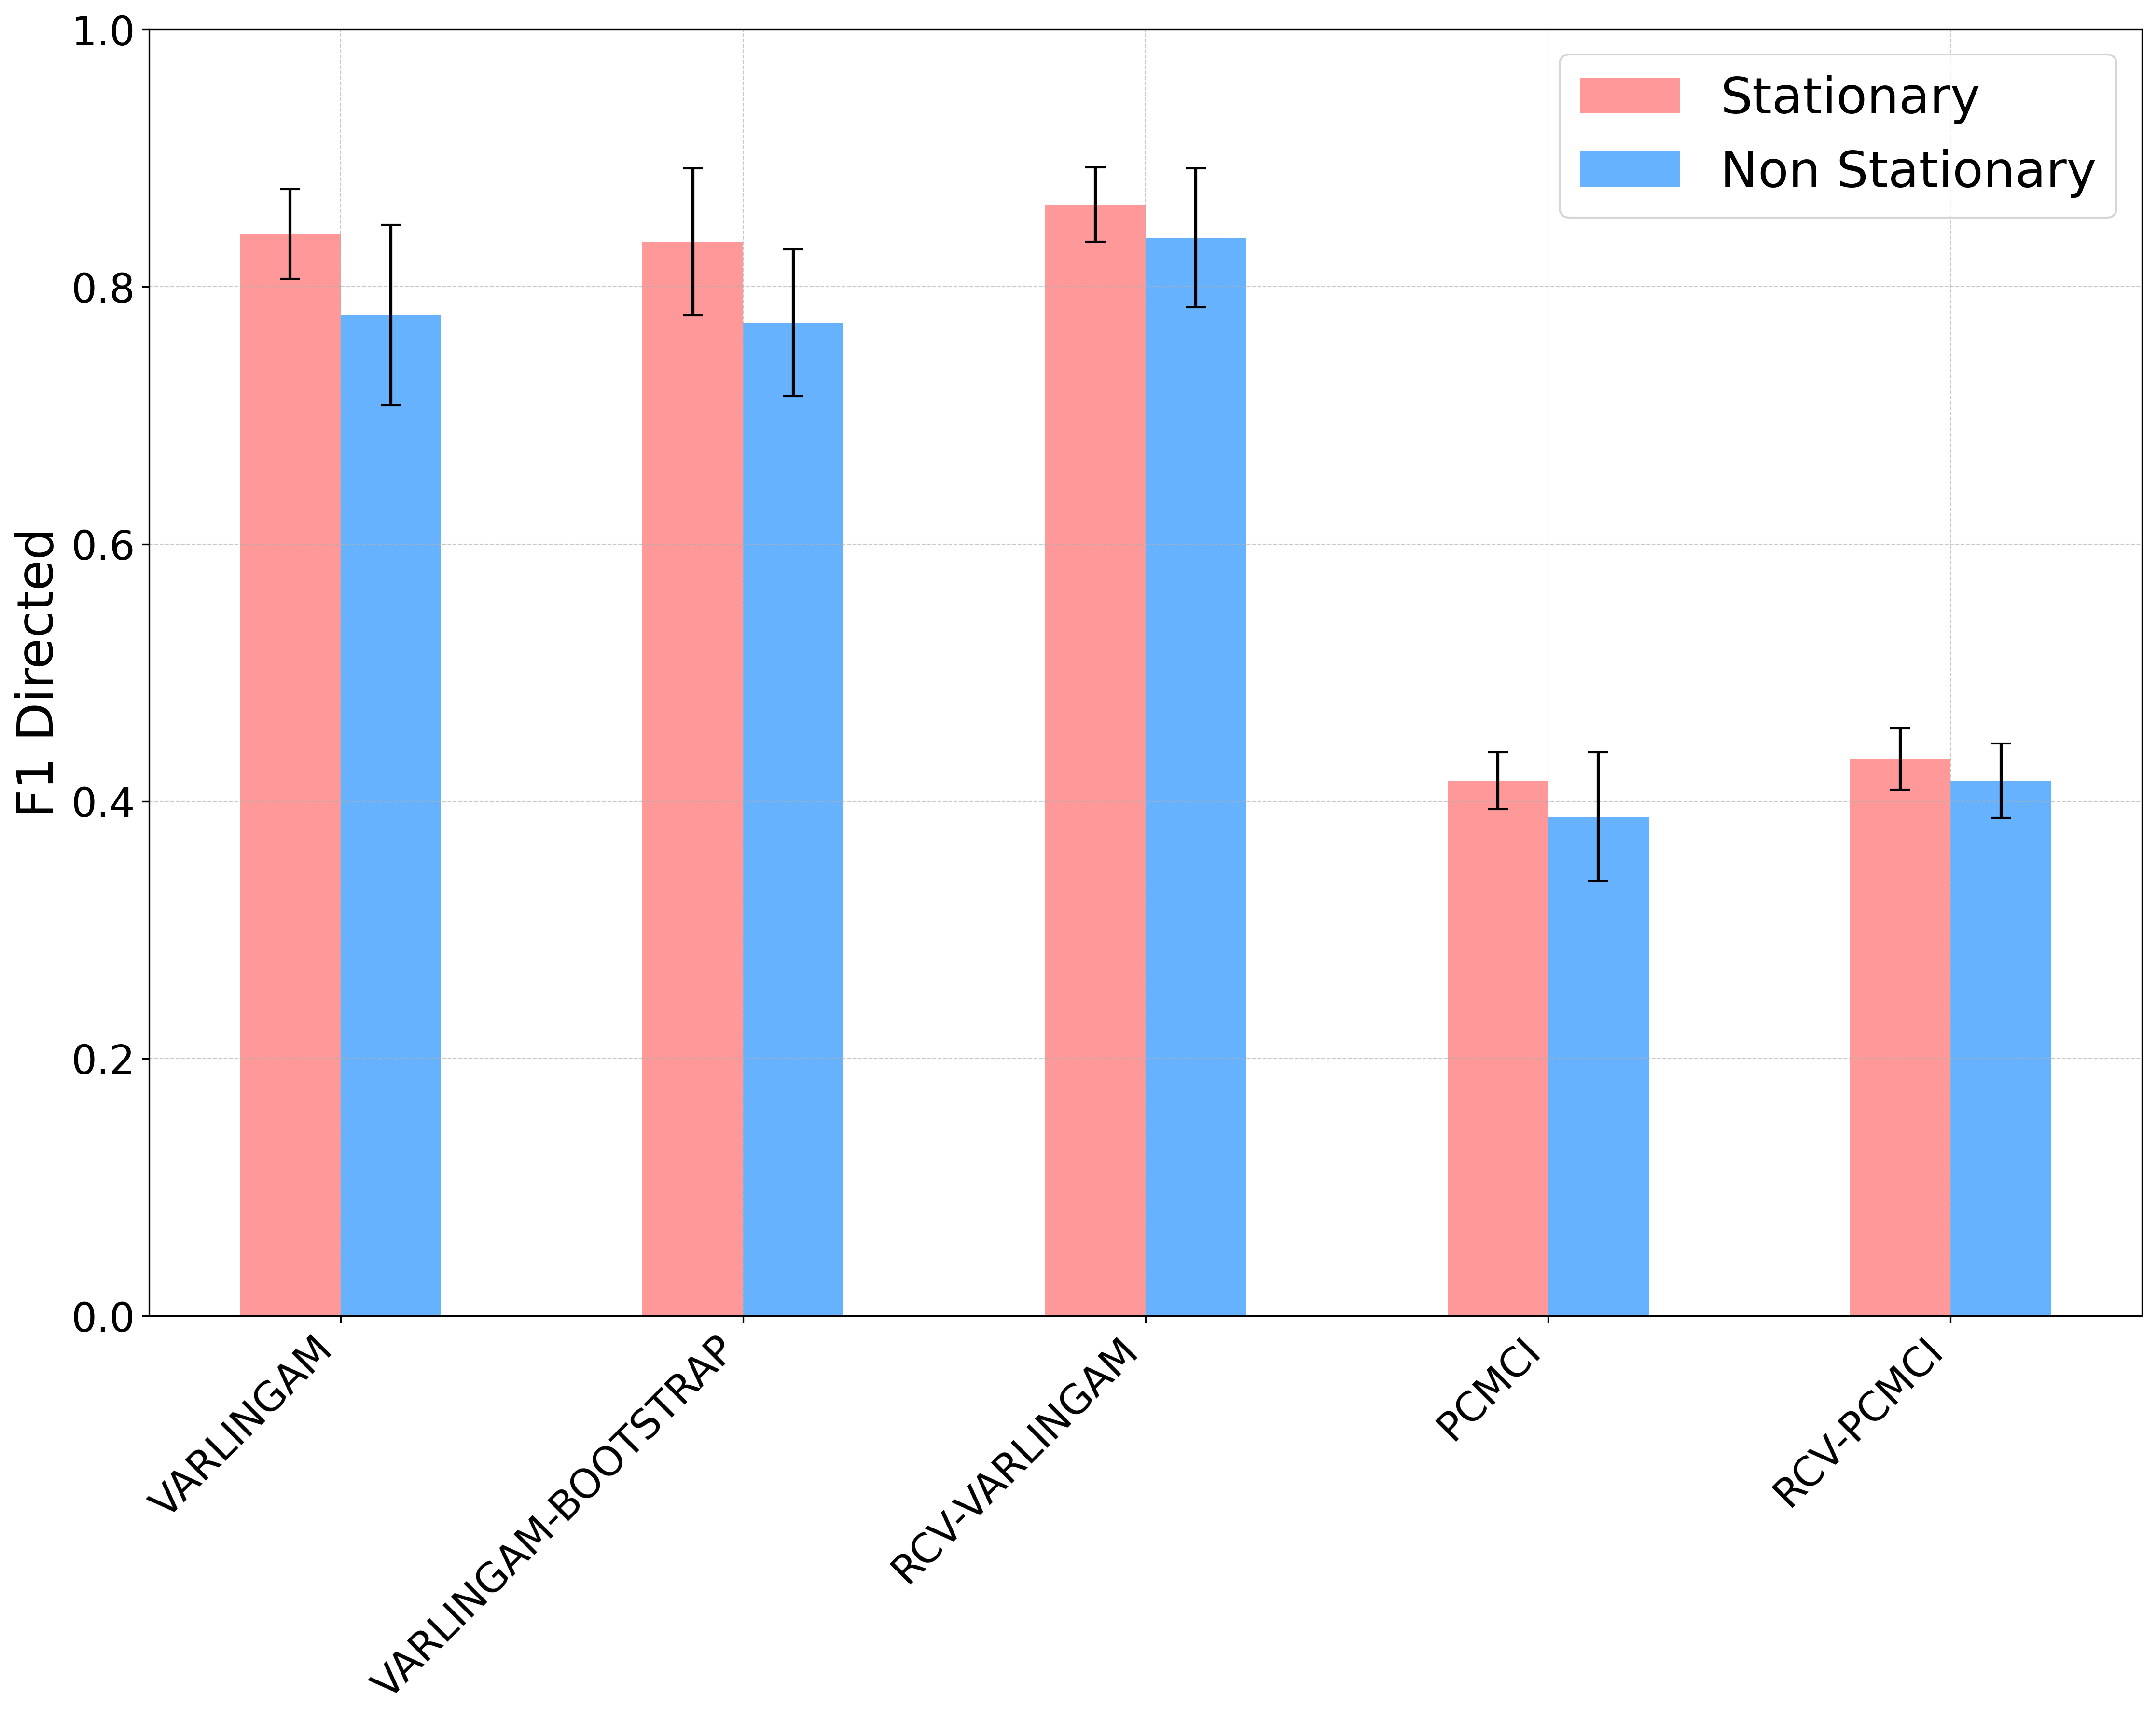 1.0
0.8
0.6
0.4
0.2
0.0
F1 Directed
Stationary
Non Stationary
VARLINGAM
VARLINGAM-BOOTSTRAP
RCV-VARLINGAM
PCMCI
RCV-PCMCI